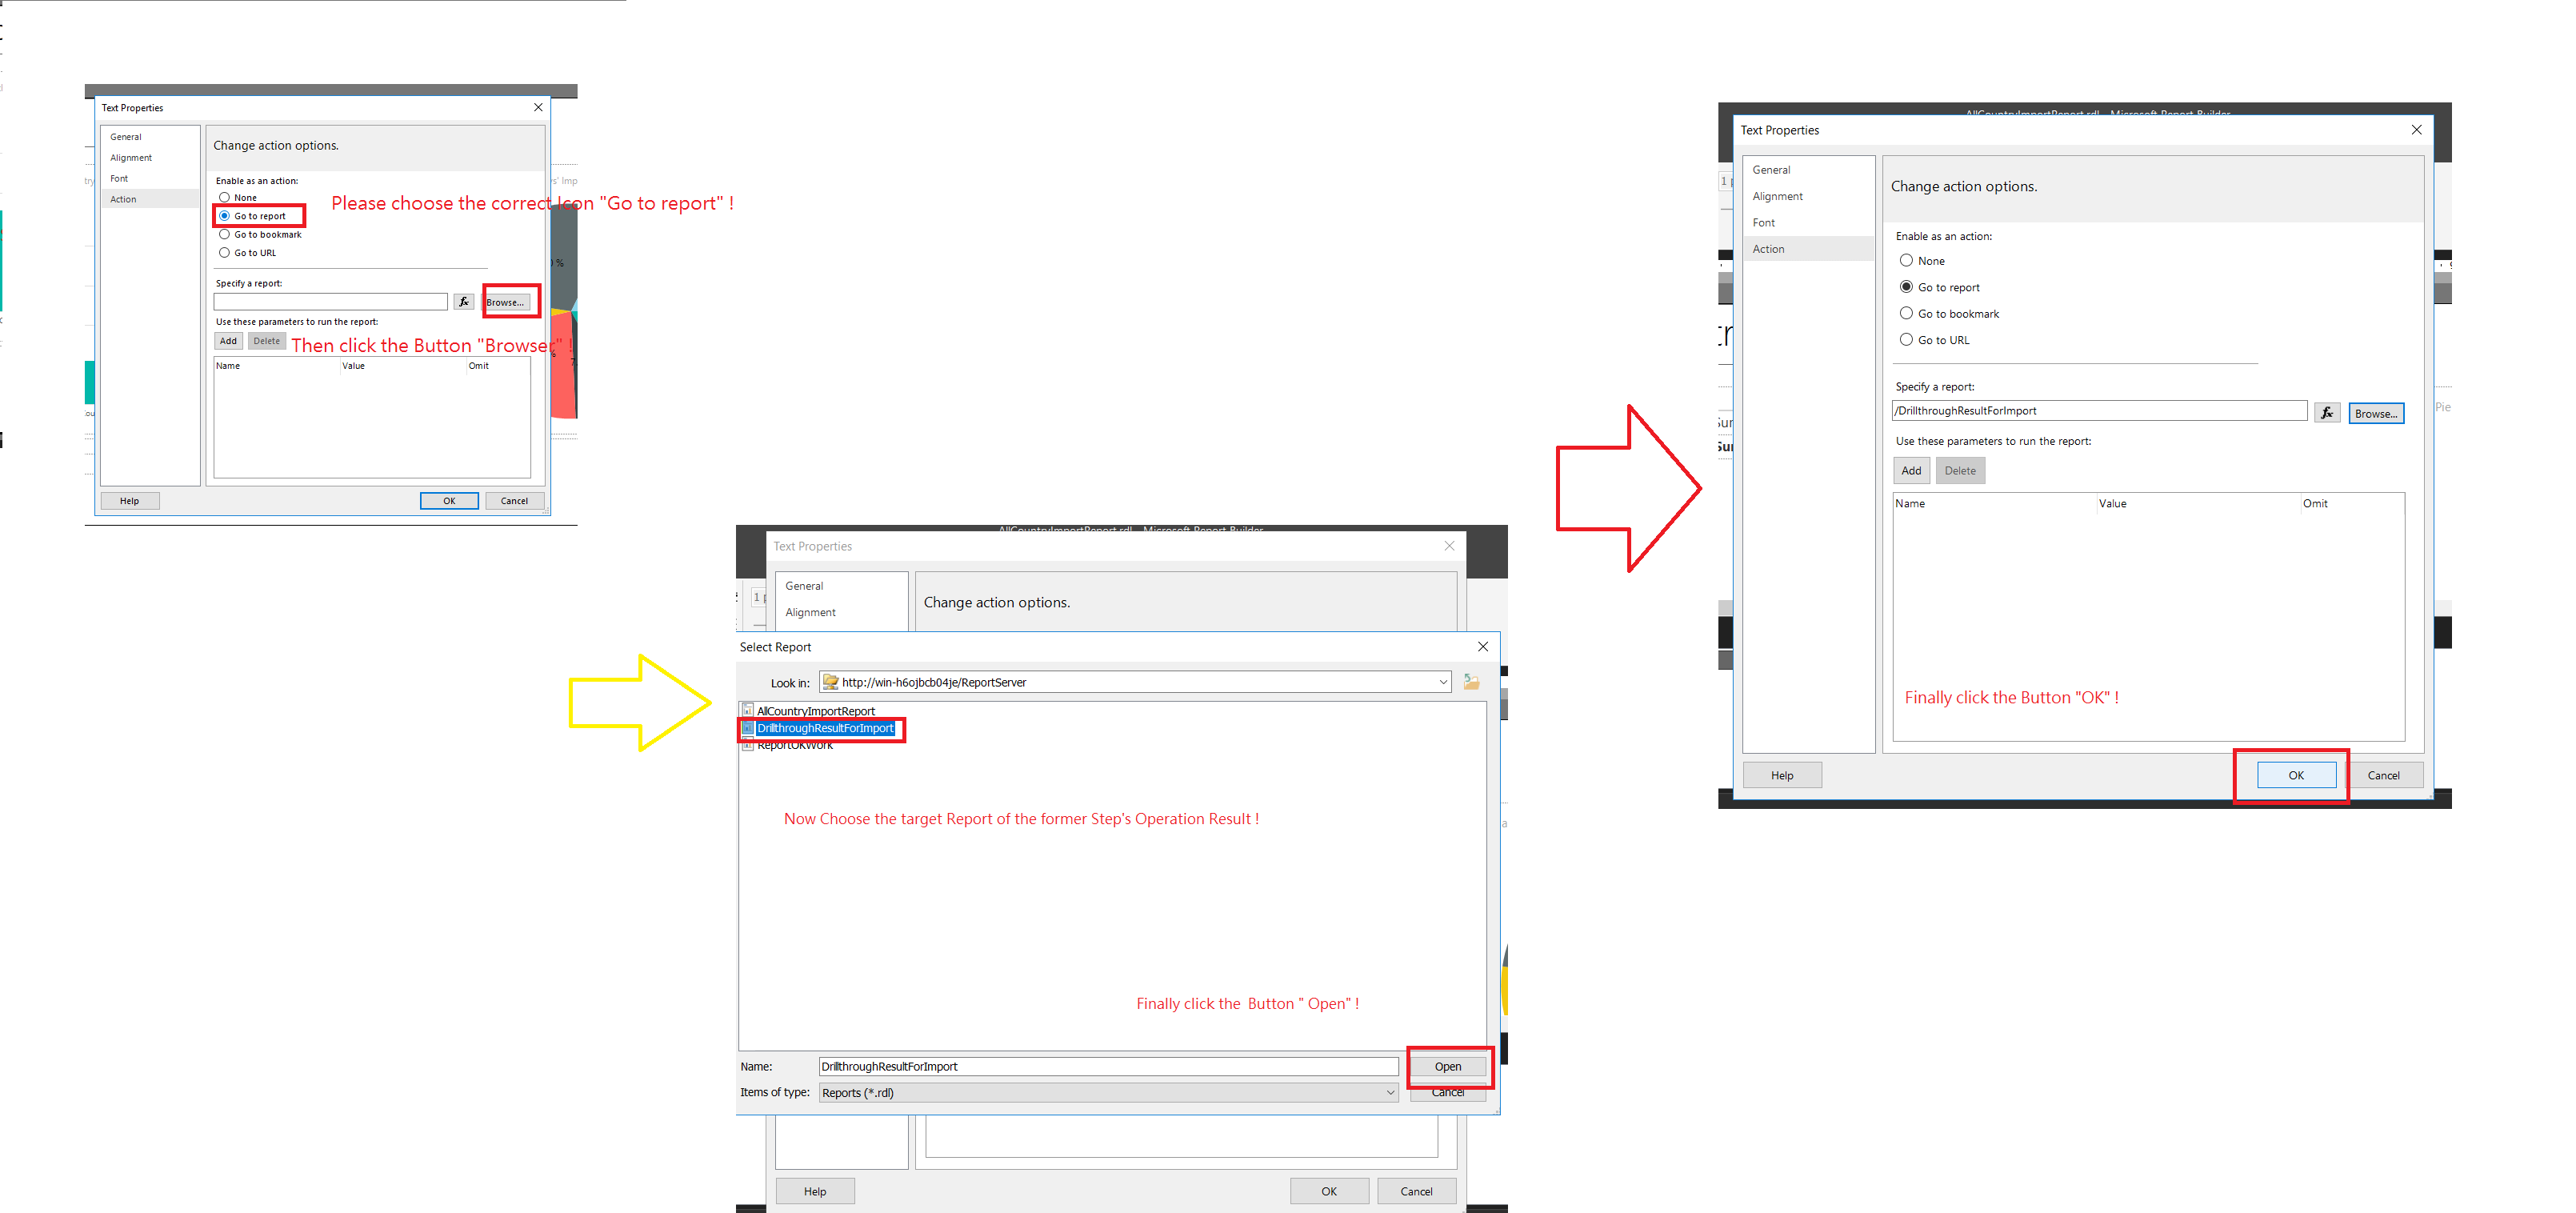 Text Properties
General
Alignment
Font
Action
Change action options.
Enable as an action:
None
Go to report
Go to bookmark
Go to URL
Please choose the correct Icon "Go to report" !
Specify a report:
fx Browse...
Use these parameters to run the report:
Add Delete
Then click the Button "Browser" !
Name Value Omit
Help OK Cancel
AllCountryImportReport.rdl - Microsoft Report Builder
Text Properties
General
Alignment
Change action options.
Select Report
Look in: http://win-h6ojbcb04je/ReportServer
AllCountryImportReport
DrillthroughResultForImport
ReportOKWork
Now Choose the target Report of the former Step's Operation Result !
Finally click the Button " Open" !
Name: DrillthroughResultForImport Open
Items of type: Reports (*.rdl) Cancel
Help OK Cancel
AllCountryImportReport.rdl - Microsoft Report Builder
Text Properties
General
Alignment
Font
Action
Change action options.
Enable as an action:
None
Go to report
Go to bookmark
Go to URL
Specify a report:
/DrillthroughResultForImport fx Browse...
Use these parameters to run the report:
Add Delete
Name Value Omit
Finally click the Button "OK" !
Help OK Cancel